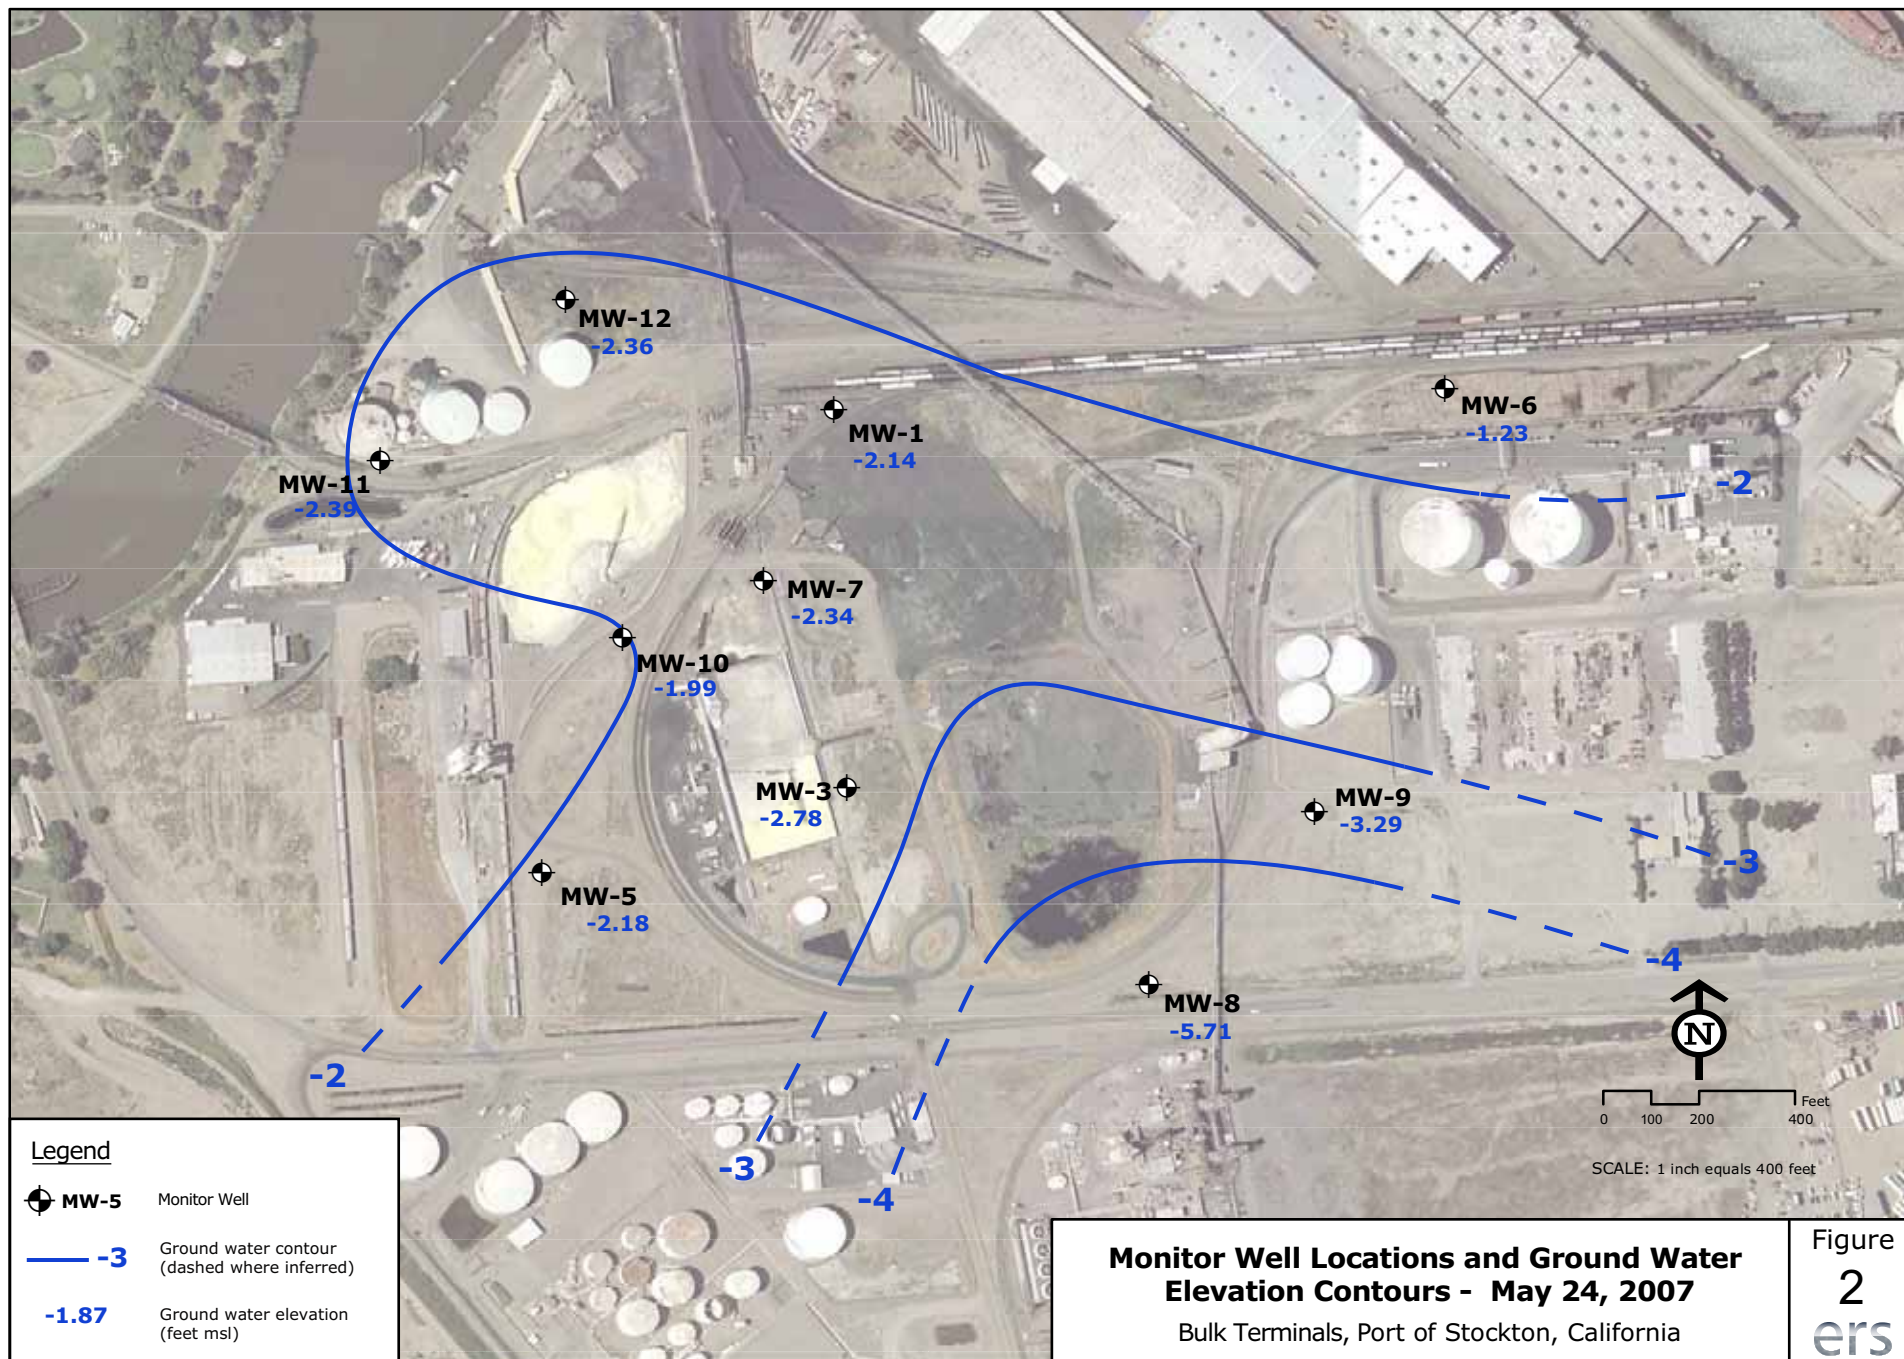 MW-12
-2.36
MW-6
-1.23
MW-1
-2.14
MW-11
-2.39
-2
MW-7
-2.34
MW-10
-1.99
MW-3
-2.78
MW-9
-3.29
-3
MW-5
-2.18
-4
MW-8
-5.71
N
-2
-3
-4
0 100 200 400 Feet
SCALE: 1 inch equals 400 feet
Legend
MW-5 Monitor Well
-3 Ground water contour
(dashed where inferred)
-1.87 Ground water elevation
(feet msl)
Monitor Well Locations and Ground Water
Elevation Contours - May 24, 2007
Bulk Terminals, Port of Stockton, California
Figure
2
ers